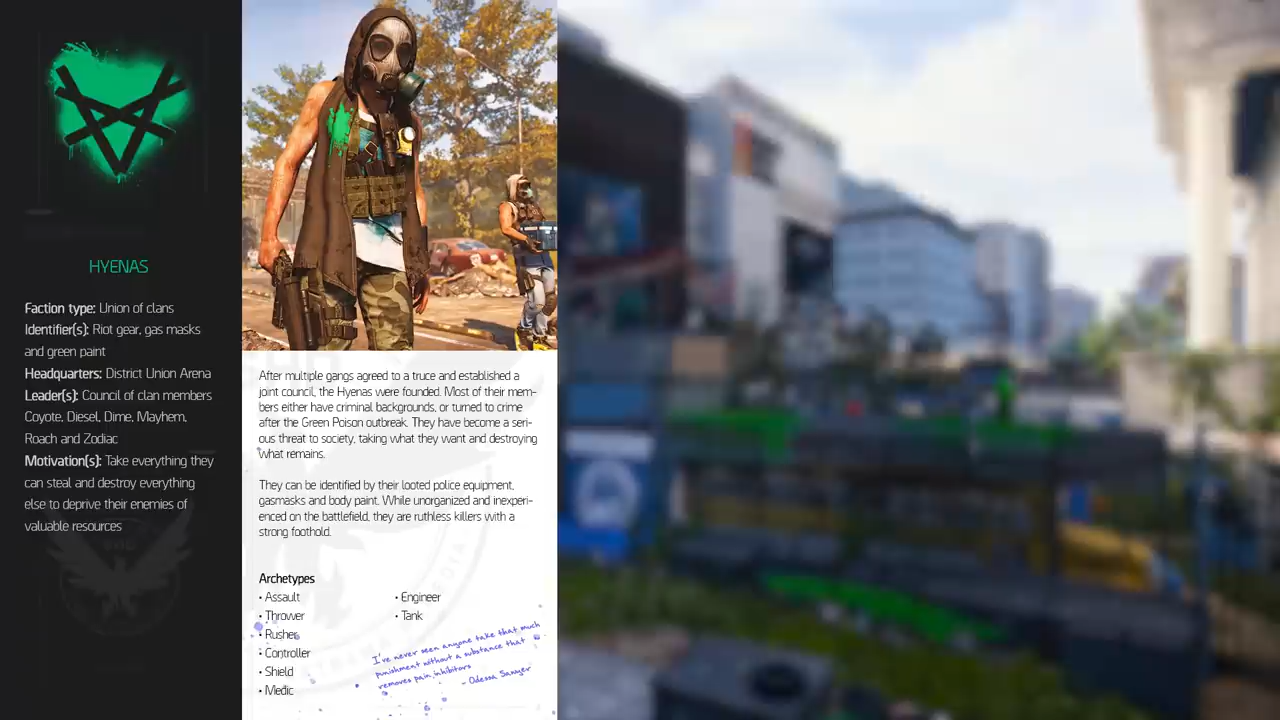 HYENAS
Faction type: Union of clans
Identifier(s): Riot gear, gas masks
and green paint
Headquarters: District Union Arena
Leader(s): Council of clan members
Coyote, Diesel, Dime, Mayhem,
Roach and Zodiac
Motivation(s): Take everything they
can steal and destroy everything
else to deprive their enemies of
valuable resources
After multiple gangs agreed to a truce and established a
joint council, the Hyenas were founded. Most of their mem-
bers either have criminal backgrounds, or turned to crime
after the Green Poison outbreak. They have become a seri-
ous threat to society, taking what they want and destroying
what remains.
They can be identified by their looted police equipment,
gasmasks and body paint. While unorganized and inexperi-
enced on the battlefield, they are ruthless killers with a
strong foothold.
Archetypes
• Assault
• Thrower
• Rusher
• Controller
• Shield
• Medic
• Engineer
• Tank
I've never seen anyone take that much
punishment without a substance that
removes pain inhibitors
- Odessa Sawyer